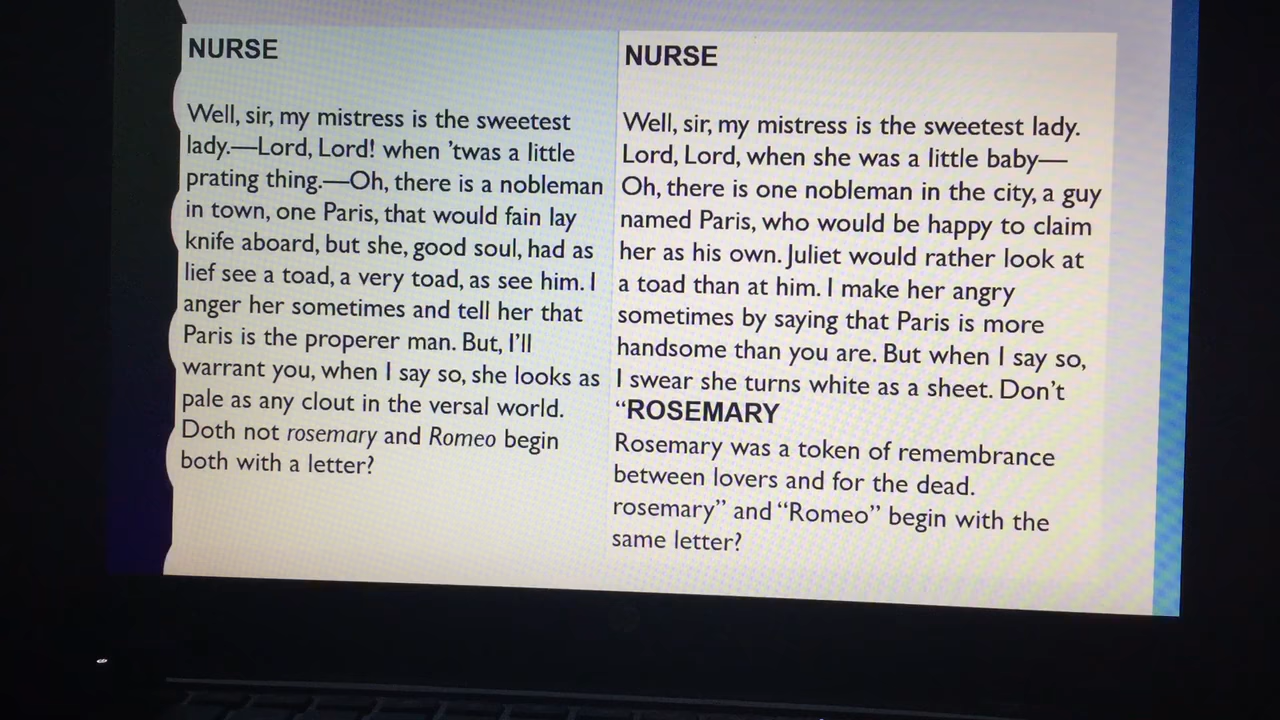 NURSE
Well, sir, my mistress is the sweetest
lady.—Lord, Lord! when ’twas a little
prating thing.—Oh, there is a nobleman
in town, one Paris, that would fain lay
knife aboard, but she, good soul, had as
lief see a toad, a very toad, as see him. I
anger her sometimes and tell her that
Paris is the properer man. But, I’ll
warrant you, when I say so, she looks as
pale as any clout in the versal world.
Doth not rosemary and Romeo begin
both with a letter?
NURSE
Well, sir, my mistress is the sweetest lady.
Lord, Lord, when she was a little baby—
Oh, there is one nobleman in the city, a guy
named Paris, who would be happy to claim
her as his own. Juliet would rather look at
a toad than at him. I make her angry
sometimes by saying that Paris is more
handsome than you are. But when I say so,
I swear she turns white as a sheet. Don’t
“ROSEMARY
Rosemary was a token of remembrance
between lovers and for the dead.
rosemary” and “Romeo” begin with the
same letter?